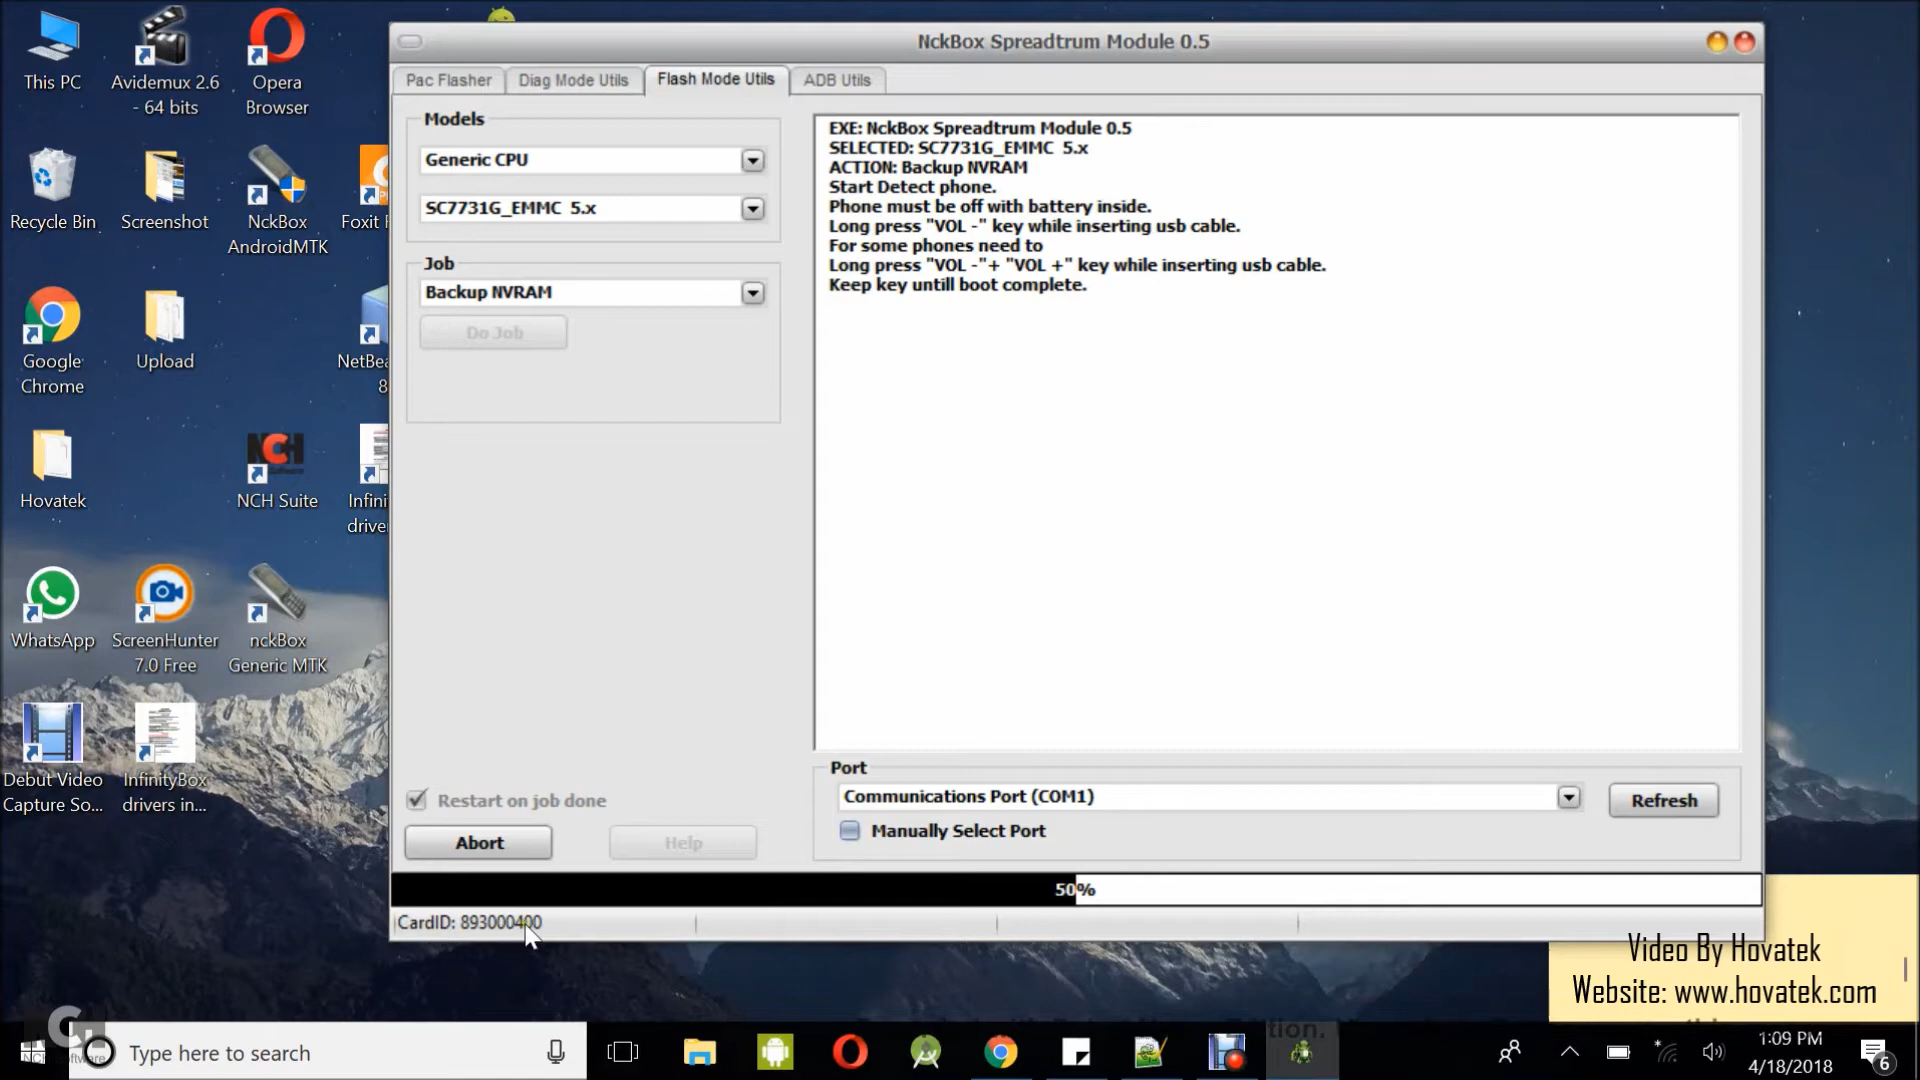 NckBox Spreadtrum Module 0.5
Pac Flasher
Diag Mode Utils
Flash Mode Utils
ADB Utils
Models
Generic CPU
SC7731G_EMMC  5.x
Job
Backup NVRAM
Do Job
EXE: NckBox Spreadtrum Module 0.5
SELECTED: SC7731G_EMMC  5.x
ACTION: Backup NVRAM
Start Detect phone.
Phone must be off with battery inside.
Long press "VOL -" key while inserting usb cable.
For some phones need to
Long press "VOL -"+ "VOL +" key while inserting usb cable.
Keep key untill boot complete.
Restart on job done
Abort
Help
Port
Communications Port (COM1)
Refresh
Manually Select Port
50%
CardID: 893000400
This PC
Avidemux 2.6
- 64 bits
Opera
Browser
Recycle Bin
Screenshot
NckBox
AndroidMTK
Foxit
Google
Chrome
Upload
NetBea
8
Hovatek
NCH
NCH Suite
Infini
drive
WhatsApp
ScreenHunter
7.0 Free
nckBox
Generic MTK
Debut Video
Capture So...
InfinityBox
drivers in...
Video By Hovatek
Website: www.hovatek.com
Type here to search
1:09 PM
4/18/2018
6